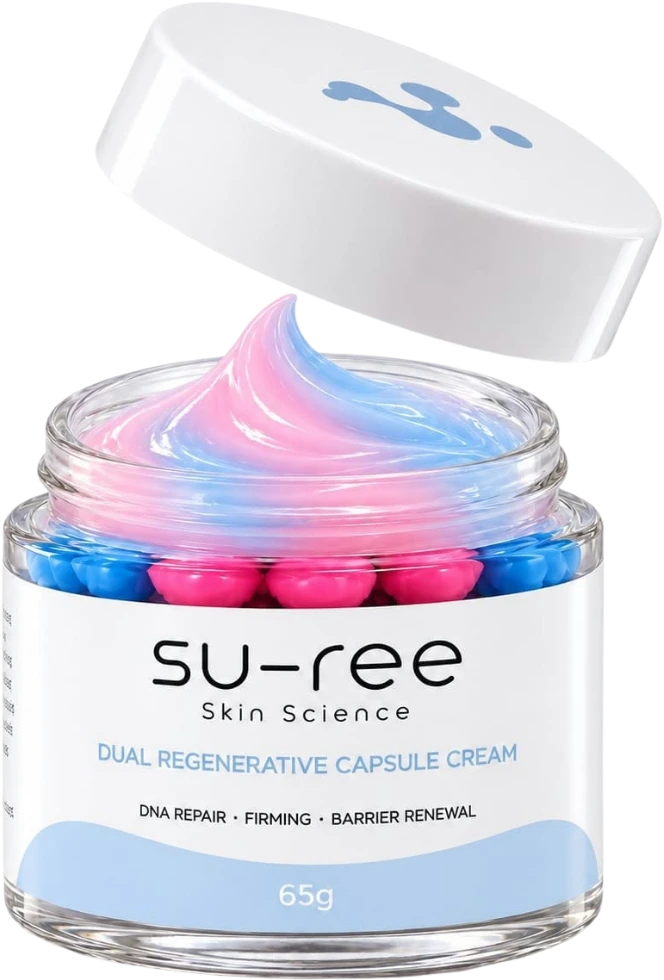 su-ree
Skin Science
DUAL REGENERATIVE CAPSULE CREAM
DNA REPAIR · FIRMING · BARRIER RENEWAL
65g